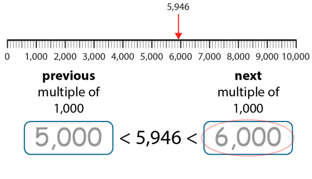 5,946
0 1,000 2,000 3,000 4,000 5,000 6,000 7,000 8,000 9,000 10,000
previous
multiple of
1,000
next
multiple of
1,000
5,000 < 5,946 < 6,000